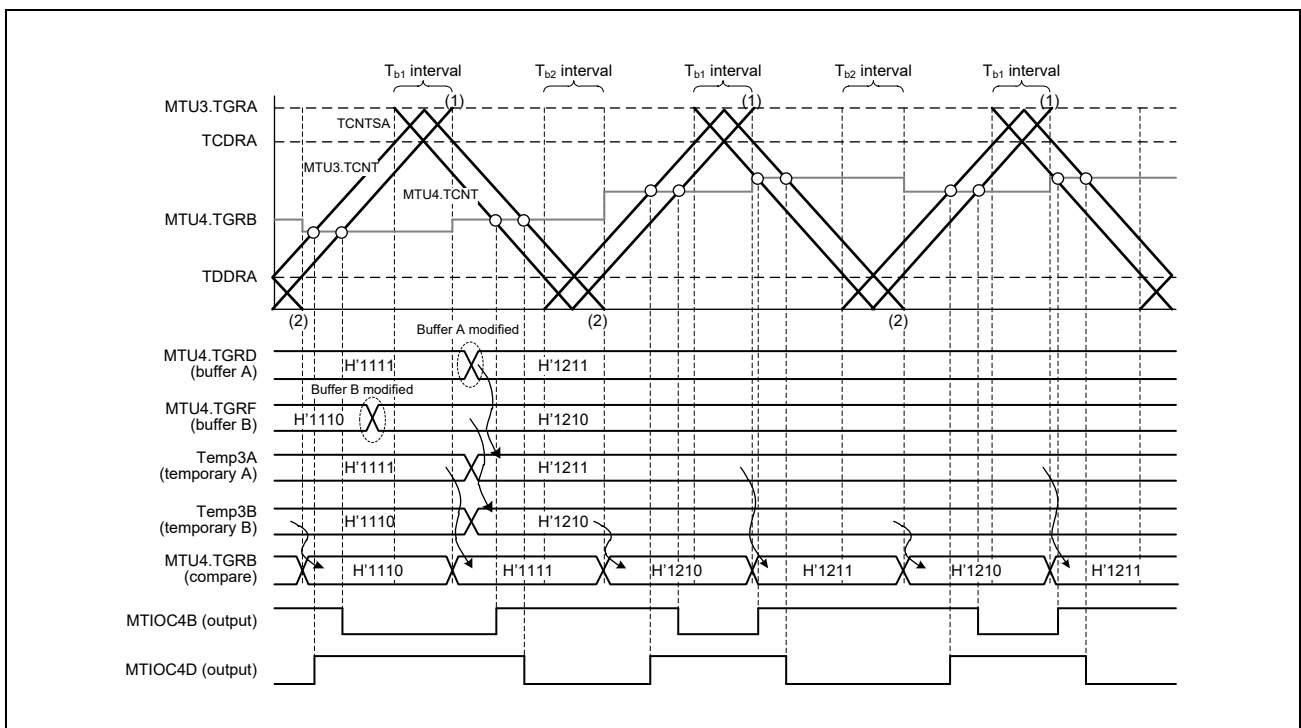 Tb1 interval Tb2 interval Tb1 interval Tb2 interval Tb1 interval
MTU3.TGRA (1) (1) (1)
TCNTSA
TCDRA
MTU3.TCNT
MTU4.TCNT
MTU4.TGRB
TDDRA
(2) (2) (2)
Buffer A modified
MTU4.TGRD
(buffer A)
H'1111 H'1211
Buffer B modified
MTU4.TGRF
(buffer B)
H'1110 H'1210
Temp3A
(temporary A)
H'1111 H'1211
Temp3B
(temporary B)
H'1110 H'1210
MTU4.TGRB
(compare)
H'1110 H'1111 H'1210 H'1211 H'1210 H'1211
MTIOC4B (output)
MTIOC4D (output)